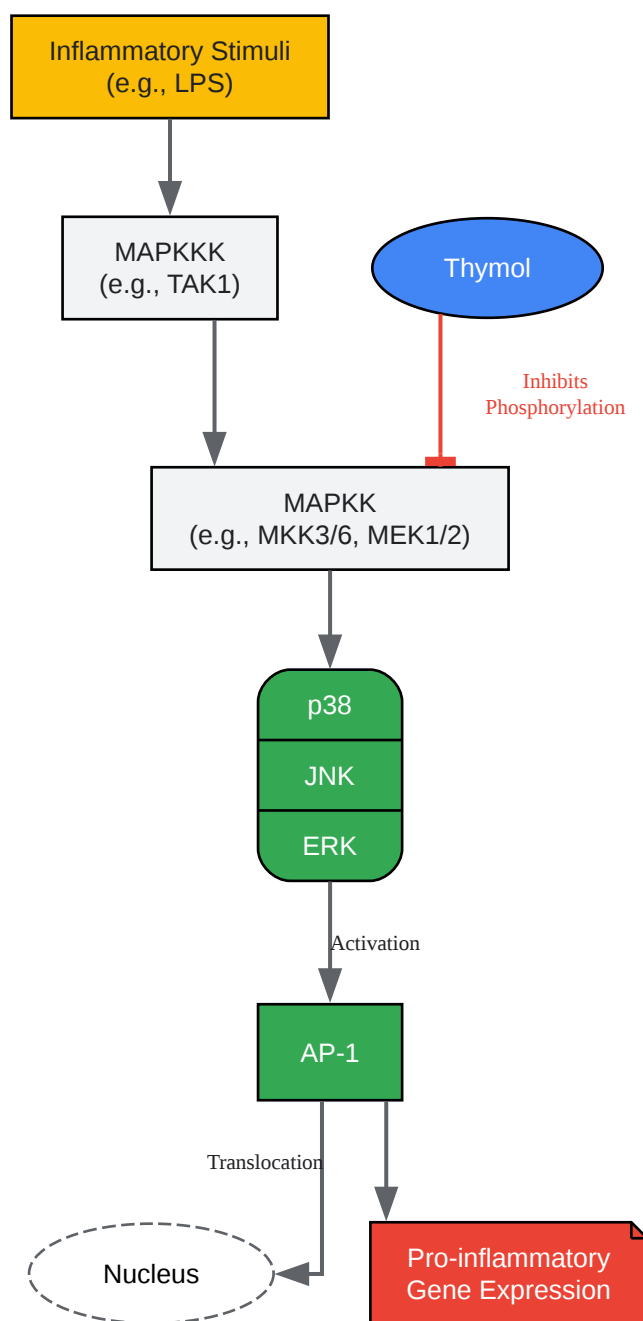 Inflammatory Stimuli
(e.g., LPS)
MAPKKK
(e.g., TAK1)
Thymol
Inhibits
Phosphorylation
MAPKK
(e.g., MKK3/6, MEK1/2)
p38
JNK
ERK
Activation
AP-1
Translocation
Nucleus
Pro-inflammatory
Gene Expression